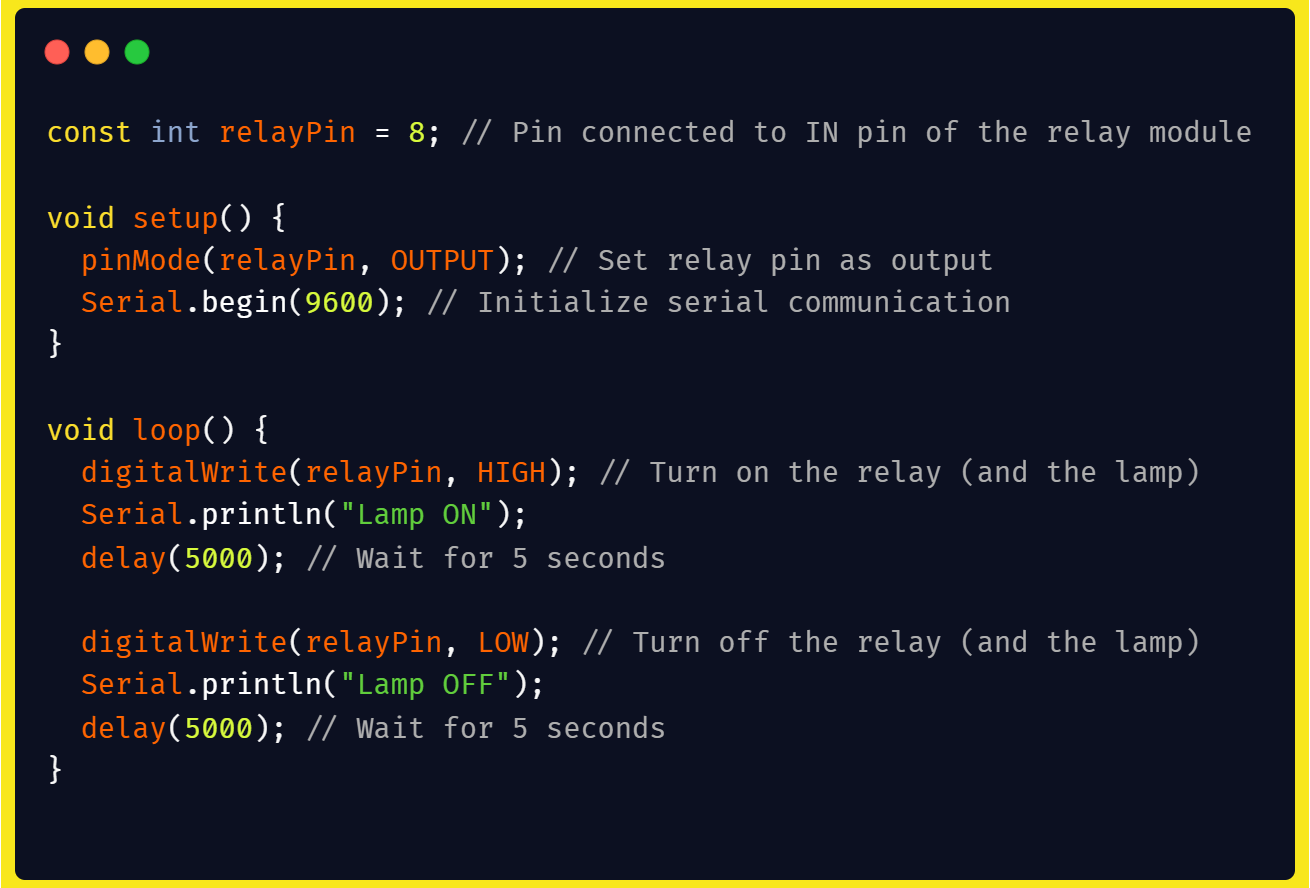 const int relayPin = 8; // Pin connected to IN pin of the relay module
void setup() {
  pinMode(relayPin, OUTPUT); // Set relay pin as output
  Serial.begin(9600); // Initialize serial communication
}
void loop() {
  digitalWrite(relayPin, HIGH); // Turn on the relay (and the lamp)
  Serial.println("Lamp ON");
  delay(5000); // Wait for 5 seconds
  digitalWrite(relayPin, LOW); // Turn off the relay (and the lamp)
  Serial.println("Lamp OFF");
  delay(5000); // Wait for 5 seconds
}